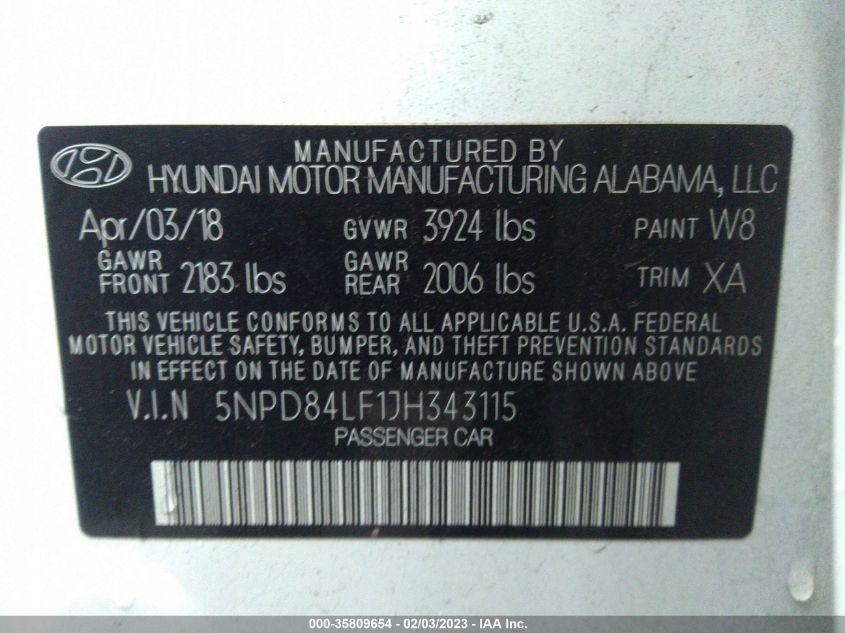 MANUFACTURED BY
HYUNDAI MOTOR MANUFACTURING ALABAMA, LLC
Apr/03/18 GVWR 3924 lbs PAINT W8
GAWR FRONT 2183 lbs GAWR REAR 2006 lbs TRIM XA
THIS VEHICLE CONFORMS TO ALL APPLICABLE U.S.A. FEDERAL
MOTOR VEHICLE SAFETY, BUMPER, AND THEFT PREVENTION STANDARDS
IN EFFECT ON THE DATE OF MANUFACTURE SHOWN ABOVE
V.I.N 5NPD84LF1JH343115
PASSENGER CAR
000-35809654 - 02/03/2023 - IAA Inc.